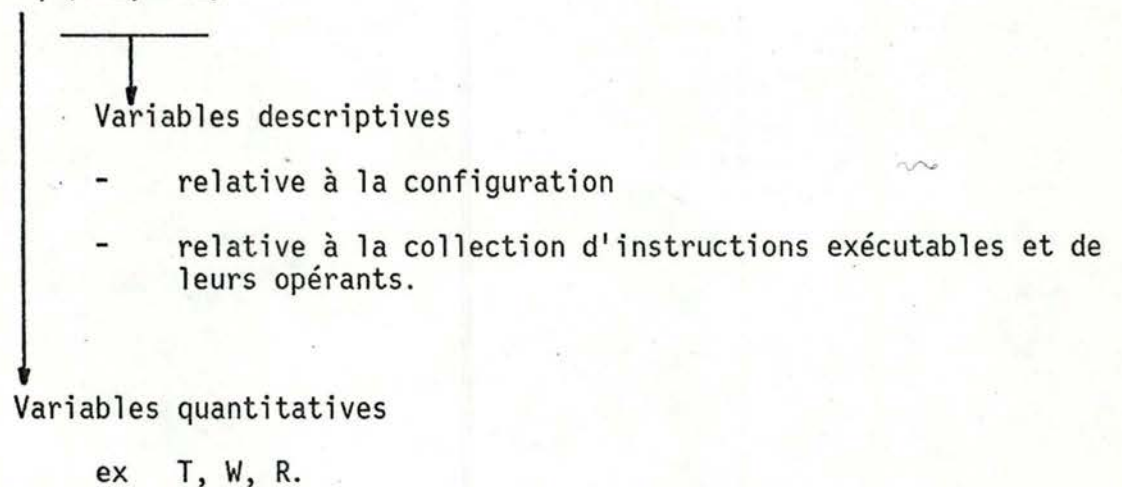 Variables descriptives
- relative à la configuration
- relative à la collection d'instructions exécutables et de
leurs opérants.
Variables quantitatives
ex T, W, R.